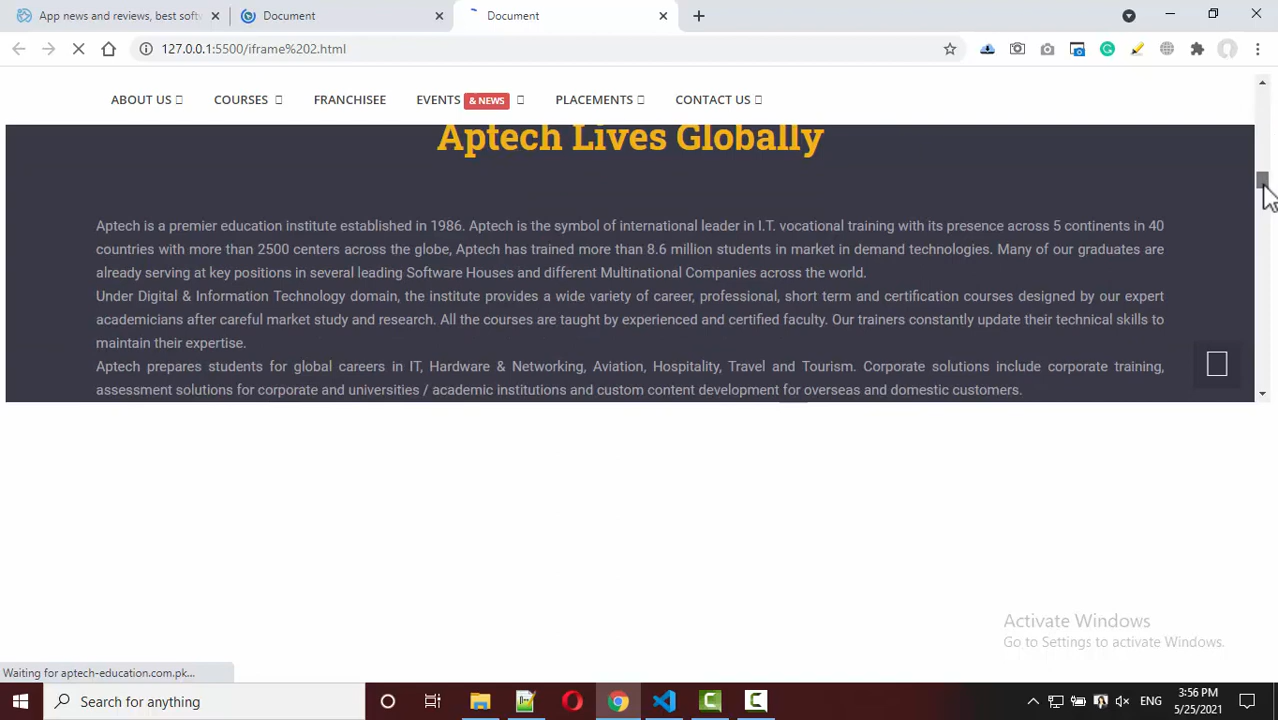 App news and reviews, best softw
Document
Document
127.0.0.1:5500/iframe%202.html
ABOUT US
COURSES
FRANCHISEE
EVENTS & NEWS
PLACEMENTS
CONTACT US
Aptech Lives Globally
Aptech is a premier education institute established in 1986. Aptech is the symbol of international leader in I.T. vocational training with its presence across 5 continents in 40
countries with more than 2500 centers across the globe, Aptech has trained more than 8.6 million students in market in demand technologies. Many of our graduates are
already serving at key positions in several leading Software Houses and different Multinational Companies across the world.
Under Digital & Information Technology domain, the institute provides a wide variety of career, professional, short term and certification courses designed by our expert
academicians after careful market study and research. All the courses are taught by experienced and certified faculty. Our trainers constantly update their technical skills to
maintain their expertise.
Aptech prepares students for global careers in IT, Hardware & Networking, Aviation, Hospitality, Travel and Tourism. Corporate solutions include corporate training,
assessment solutions for corporate and universities / academic institutions and custom content development for overseas and domestic customers.
Activate Windows
Go to Settings to activate Windows.
Waiting for aptech-education.com.pk...
Search for anything
ENG
3:56 PM
5/25/2021